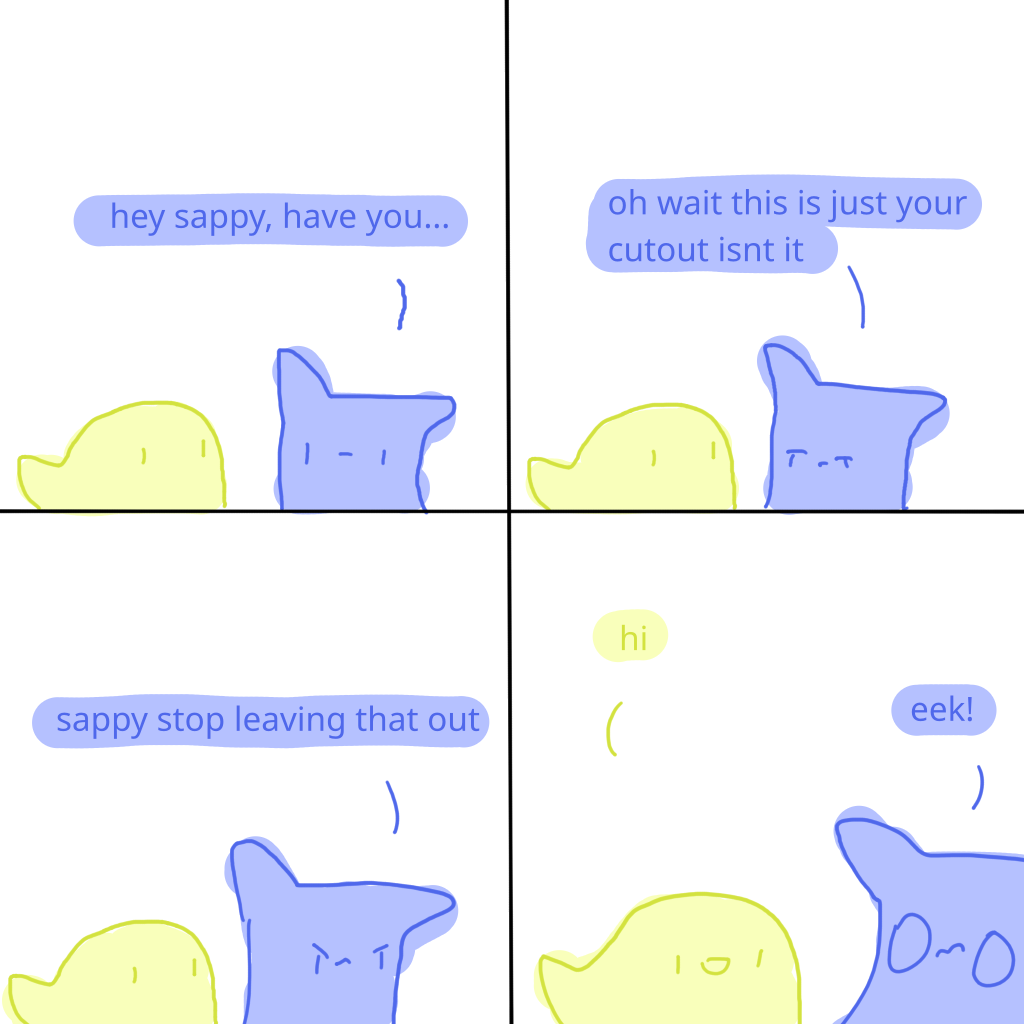 hey sappy, have you...
oh wait this is just your
cutout isnt it
sappy stop leaving that out
hi
eek!